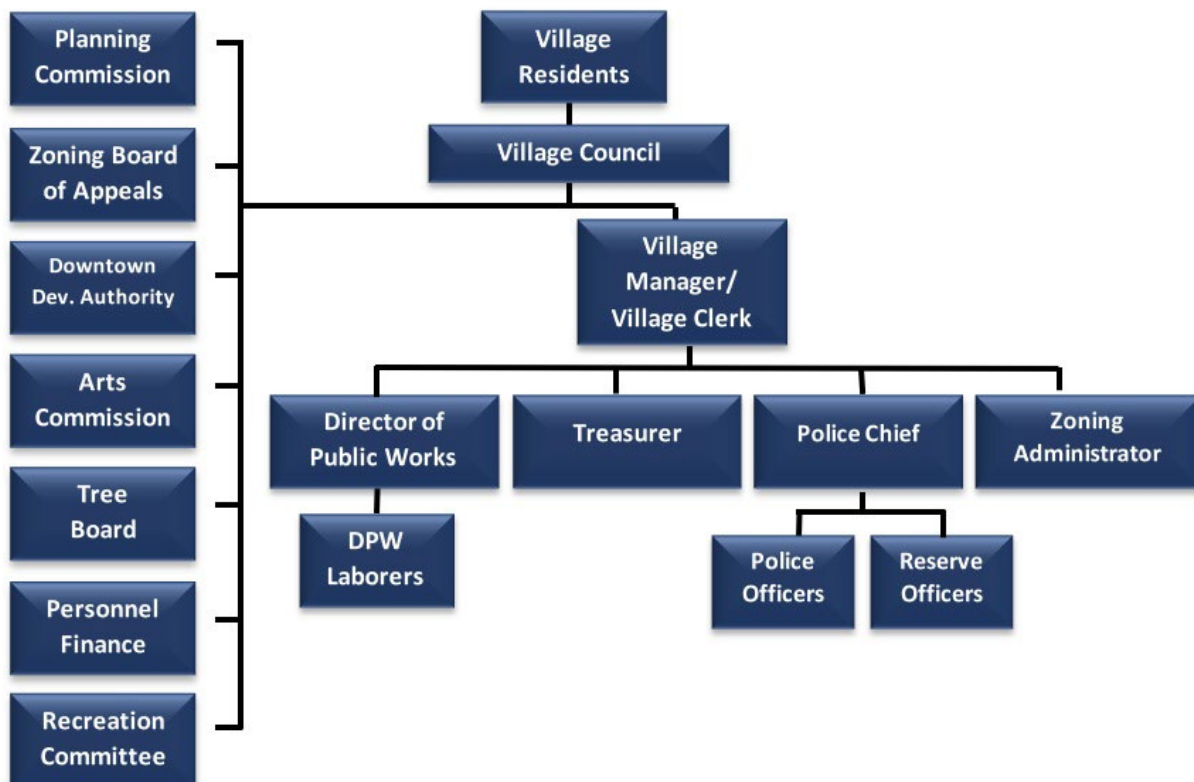 Planning
Commission
Zoning Board
of Appeals
Downtown
Dev. Authority
Arts
Commission
Tree
Board
Personnel
Finance
Recreation
Committee
Village
Residents
Village Council
Village
Manager/
Village Clerk
Director of
Public Works
Treasurer
Police Chief
Zoning
Administrator
DPW
Laborers
Police
Officers
Reserve
Officers